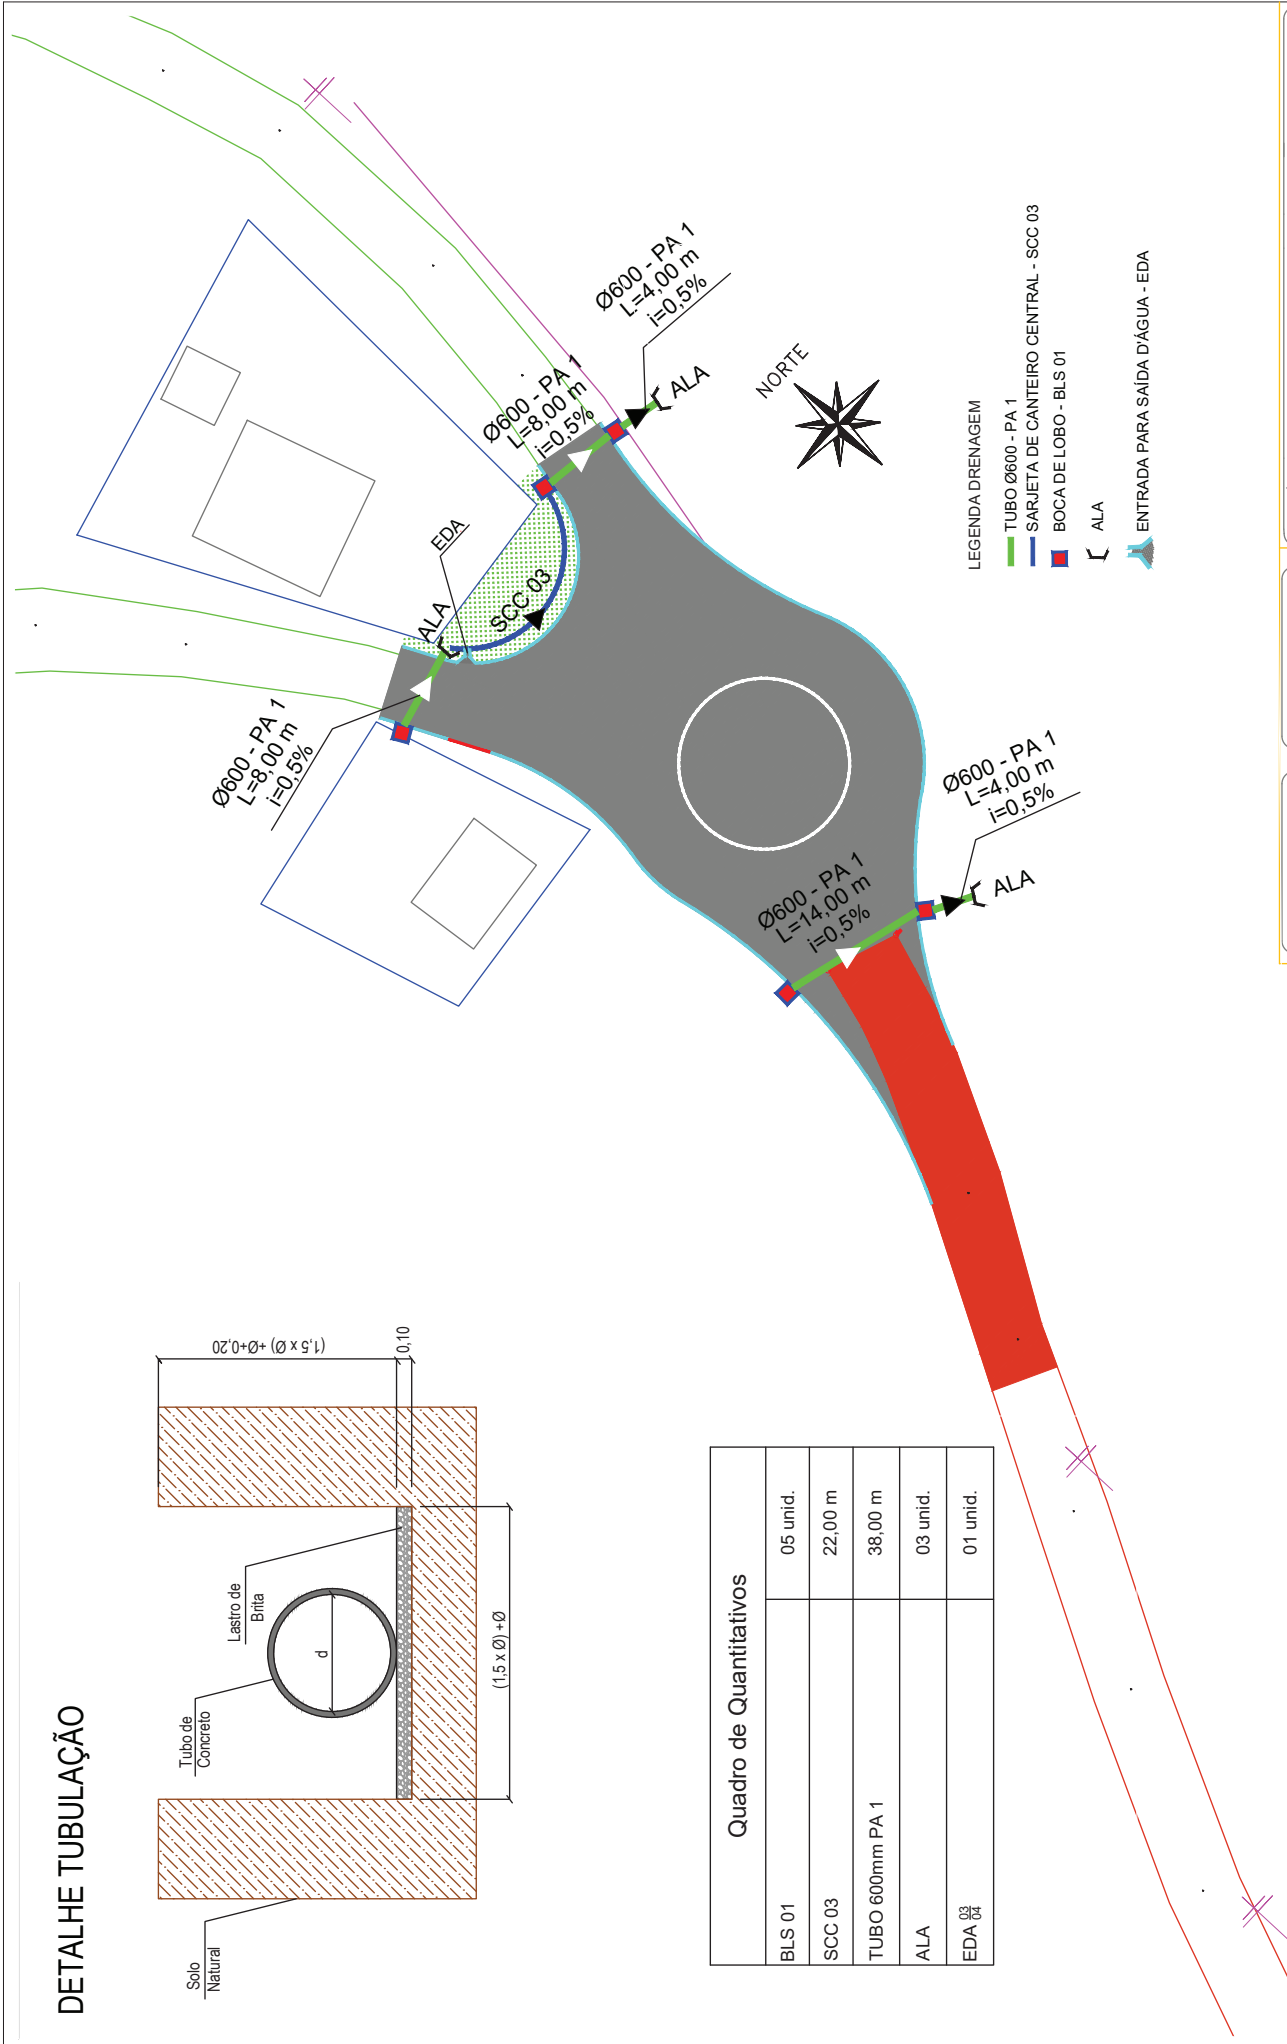 DETALHE TUBULAÇÃO
Solo
Natural
Tubo de
Concreto
Lastro de
Brita
d
(1,5 x Ø) +Ø
(1,5 x Ø) +Ø+0,20
0,10
Quadro de Quantitativos
BLS 01 05 unid.
SCC 03 22,00 m
TUBO 600mm PA 1 38,00 m
ALA 03 unid.
EDA 03/04 01 unid.
Ø600 - PA 1
L=8,00 m
i=0,5%
ALA
EDA
SCC 03
Ø600 - PA 1
L=8,00 m
i=0,5%
Ø600 - PA 1
L=4,00 m
i=0,5%
ALA
Ø600 - PA 1
L=14,00 m
i=0,5%
Ø600 - PA 1
L=4,00 m
i=0,5%
ALA
NORTE
LEGENDA DRENAGEM
TUBO Ø600 - PA 1
SARJETA DE CANTEIRO CENTRAL - SCC 03
BOCA DE LOBO - BLS 01
ALA
ENTRADA PARA SAÍDA D'ÁGUA - EDA